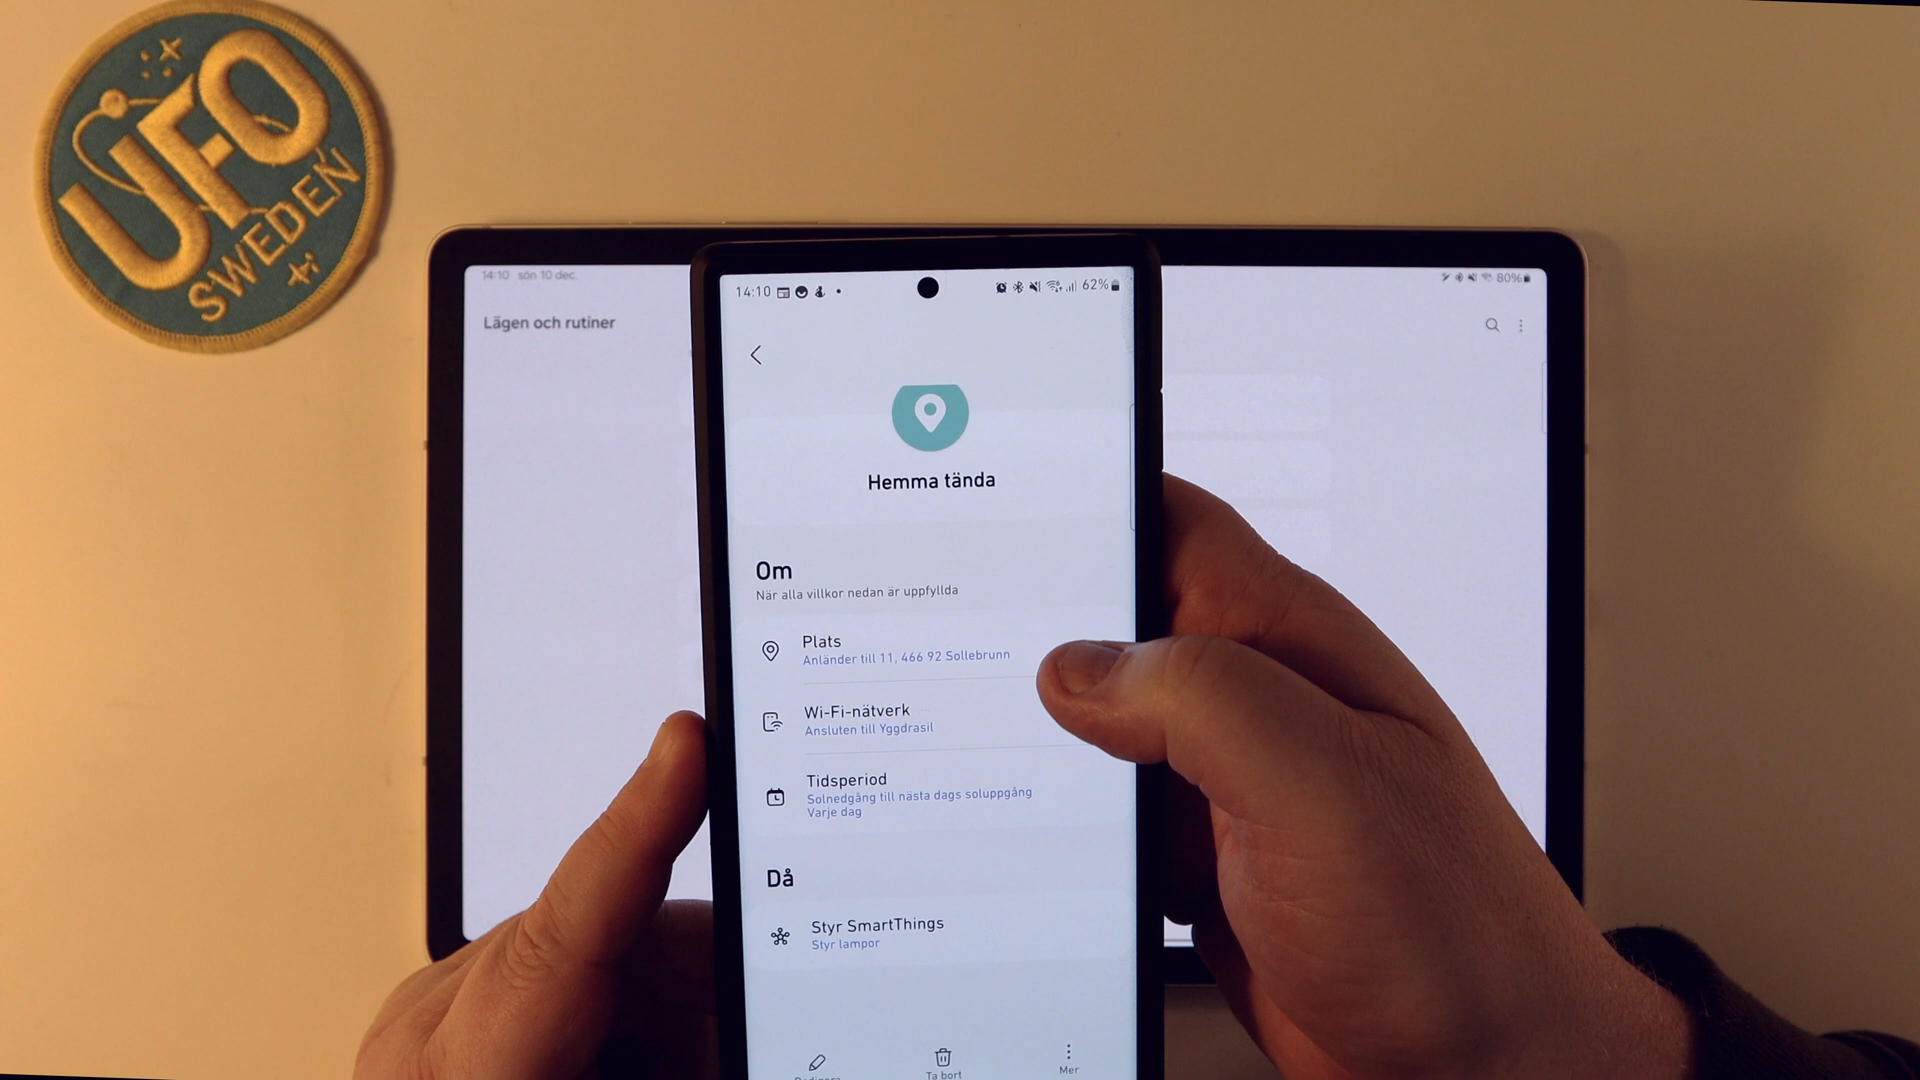 UFO
SWEDEN
14:10 sön 10 dec.
80%
Lägen och rutiner
14:10
62%
Hemma tända
Om
När alla villkor nedan är uppfyllda
Plats
Anländer till 11, 466 92 Sollebrunn
Wi-Fi-nätverk
Ansluten till Yggdrasil
Tidsperiod
Solnedgång till nästa dags soluppgång
Varje dag
Då
Styr SmartThings
Styr lampor
Ta bort
Mer